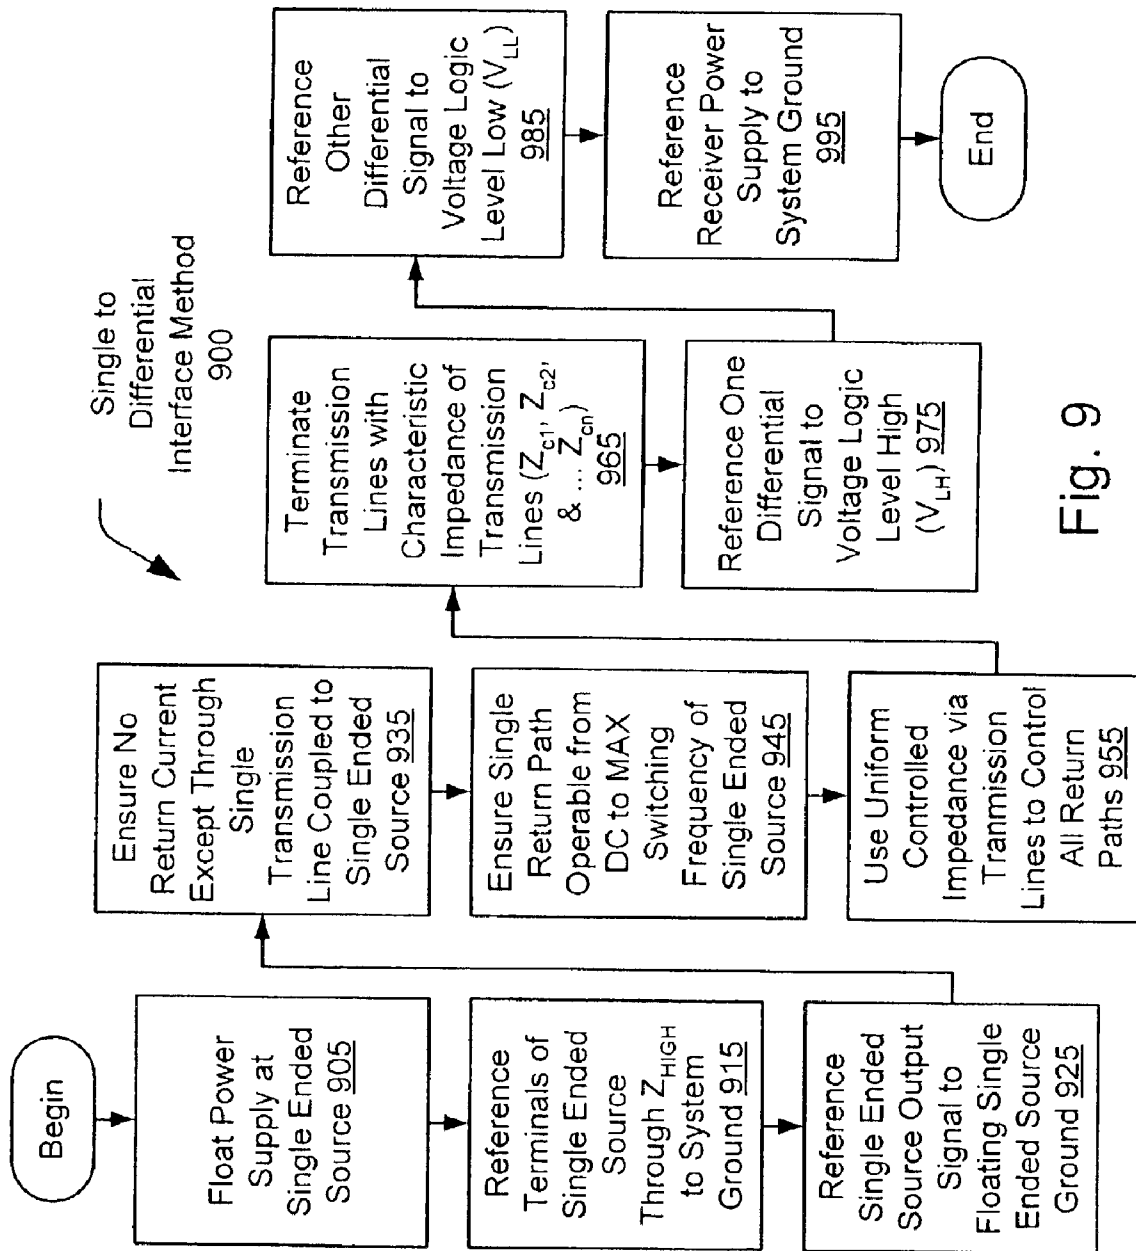 Single to
Differential
Interface Method
900
Begin
Float Power
Supply at
Single Ended
Source 905
Reference
Terminals of
Single Ended
Source
Through Z_HIGH
to System
Ground 915
Reference
Single Ended
Source Output
Signal to
Floating Single
Ended Source
Ground 925
Ensure No
Return Current
Except Through
Single
Transmission
Line Coupled to
Single Ended
Source 935
Ensure Single
Return Path
Operable from
DC to MAX
Switching
Frequency of
Single Ended
Source 945
Use Uniform
Controlled
Impedance via
Tranmission
Lines to Control
All Return
Paths 955
Terminate
Transmission
Lines with
Characteristic
Impedance of
Transmission
Lines (Z_c1, Z_c2,
& ... Z_cn)
965
Reference One
Differential
Signal to
Voltage Logic
Level High
(V_LH) 975
Reference
Other
Differential
Signal to
Voltage Logic
Level Low (V_LL)
985
Reference
Receiver Power
Supply to
System Ground
995
End
Fig. 9